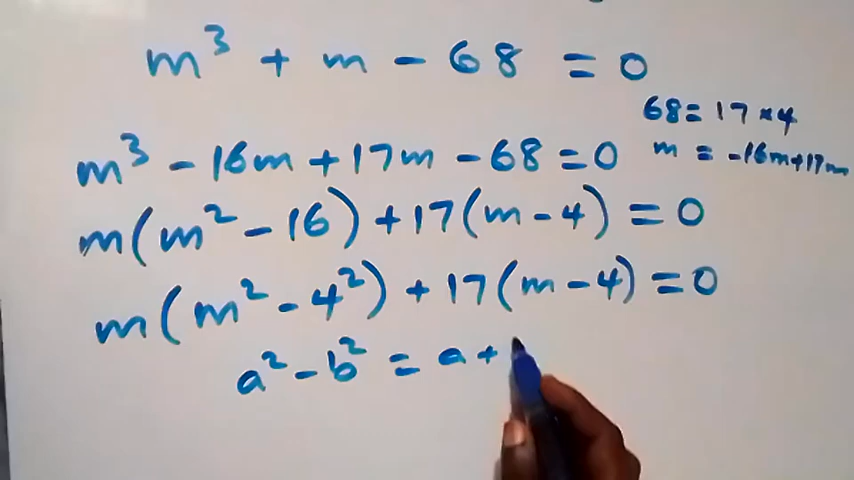 m³ + m - 68 = 0
68 = 17 × 4
m = -16m+17m
m³ - 16m + 17m - 68 = 0
m(m² - 16) + 17(m - 4) = 0
m(m² - 4²) + 17(m - 4) = 0
a² - b² = a +